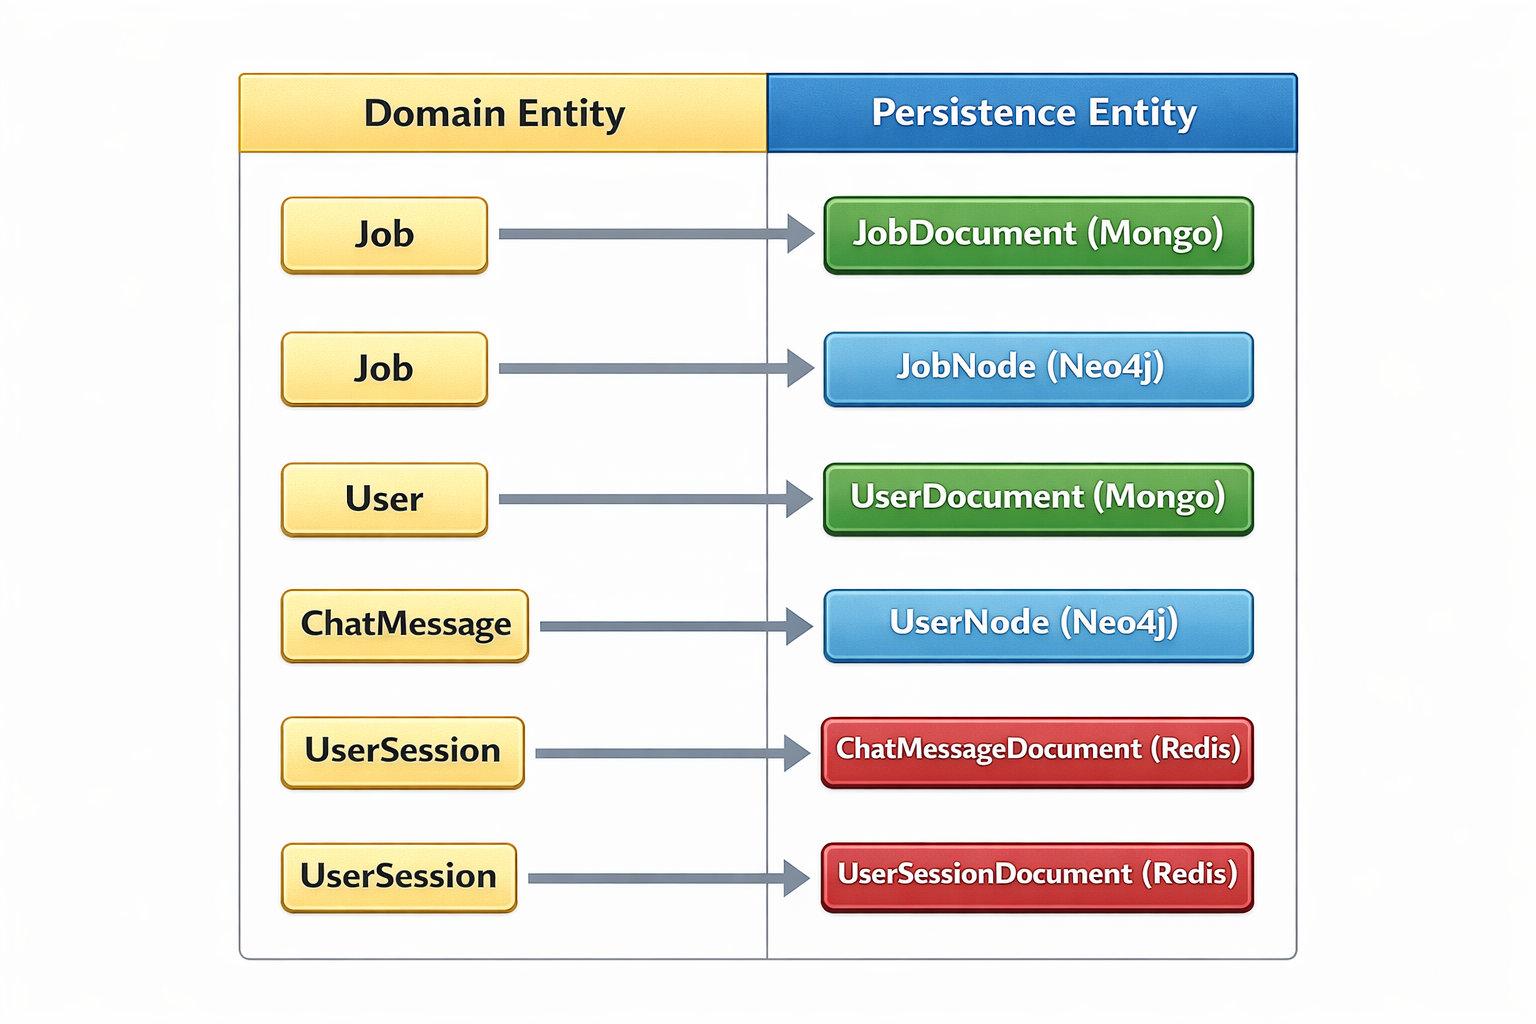 Domain Entity
Persistence Entity
Job
JobDocument (Mongo)
Job
JobNode (Neo4j)
User
UserDocument (Mongo)
ChatMessage
UserNode (Neo4j)
UserSession
ChatMessageDocument (Redis)
UserSession
UserSessionDocument (Redis)